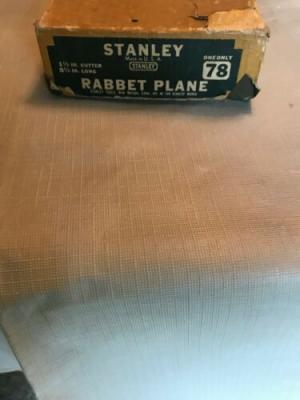 STANLEY
Made in U.S.A.
1½ IN. CUTTER
8½ IN. LONG
STANLEY
ONE ONLY
78
RABBET PLANE